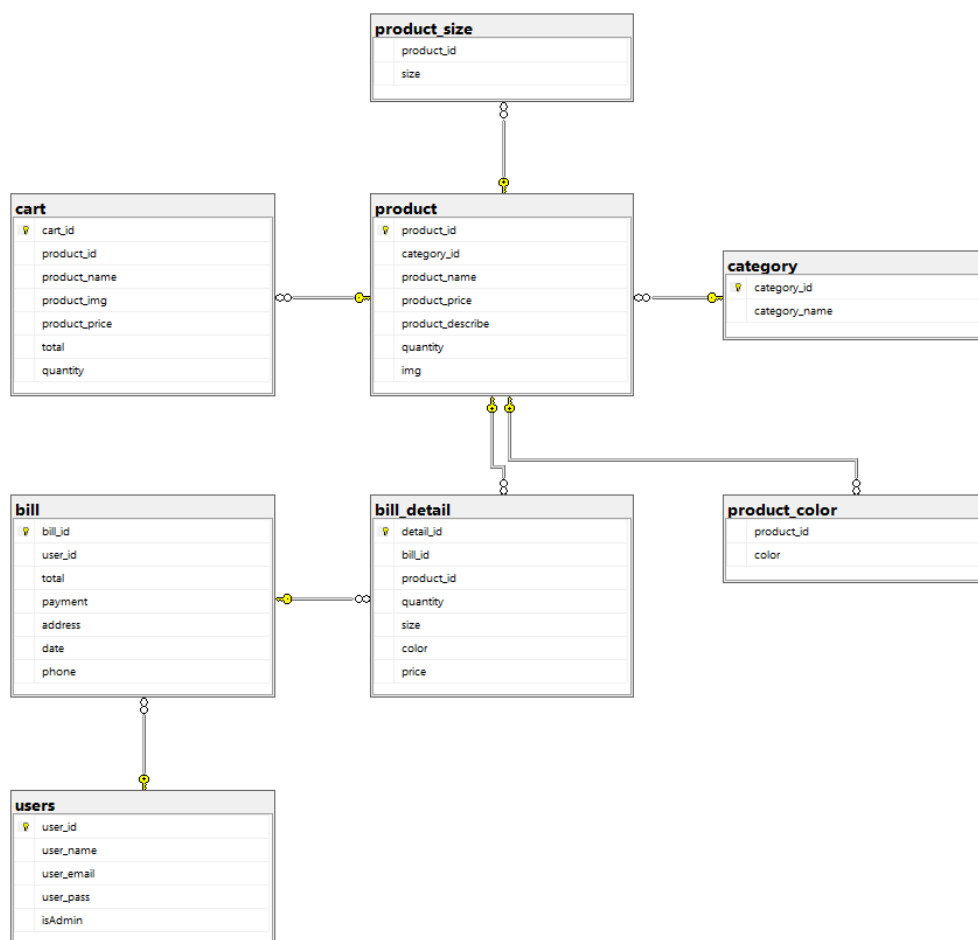 product_size
product_id
size
cart
cart_id
product_id
product_name
product_img
product_price
total
quantity
product
product_id
category_id
product_name
product_price
product_describe
quantity
img
category
category_id
category_name
bill
bill_id
user_id
total
payment
address
date
phone
bill_detail
detail_id
bill_id
product_id
quantity
size
color
price
product_color
product_id
color
users
user_id
user_name
user_email
user_pass
isAdmin